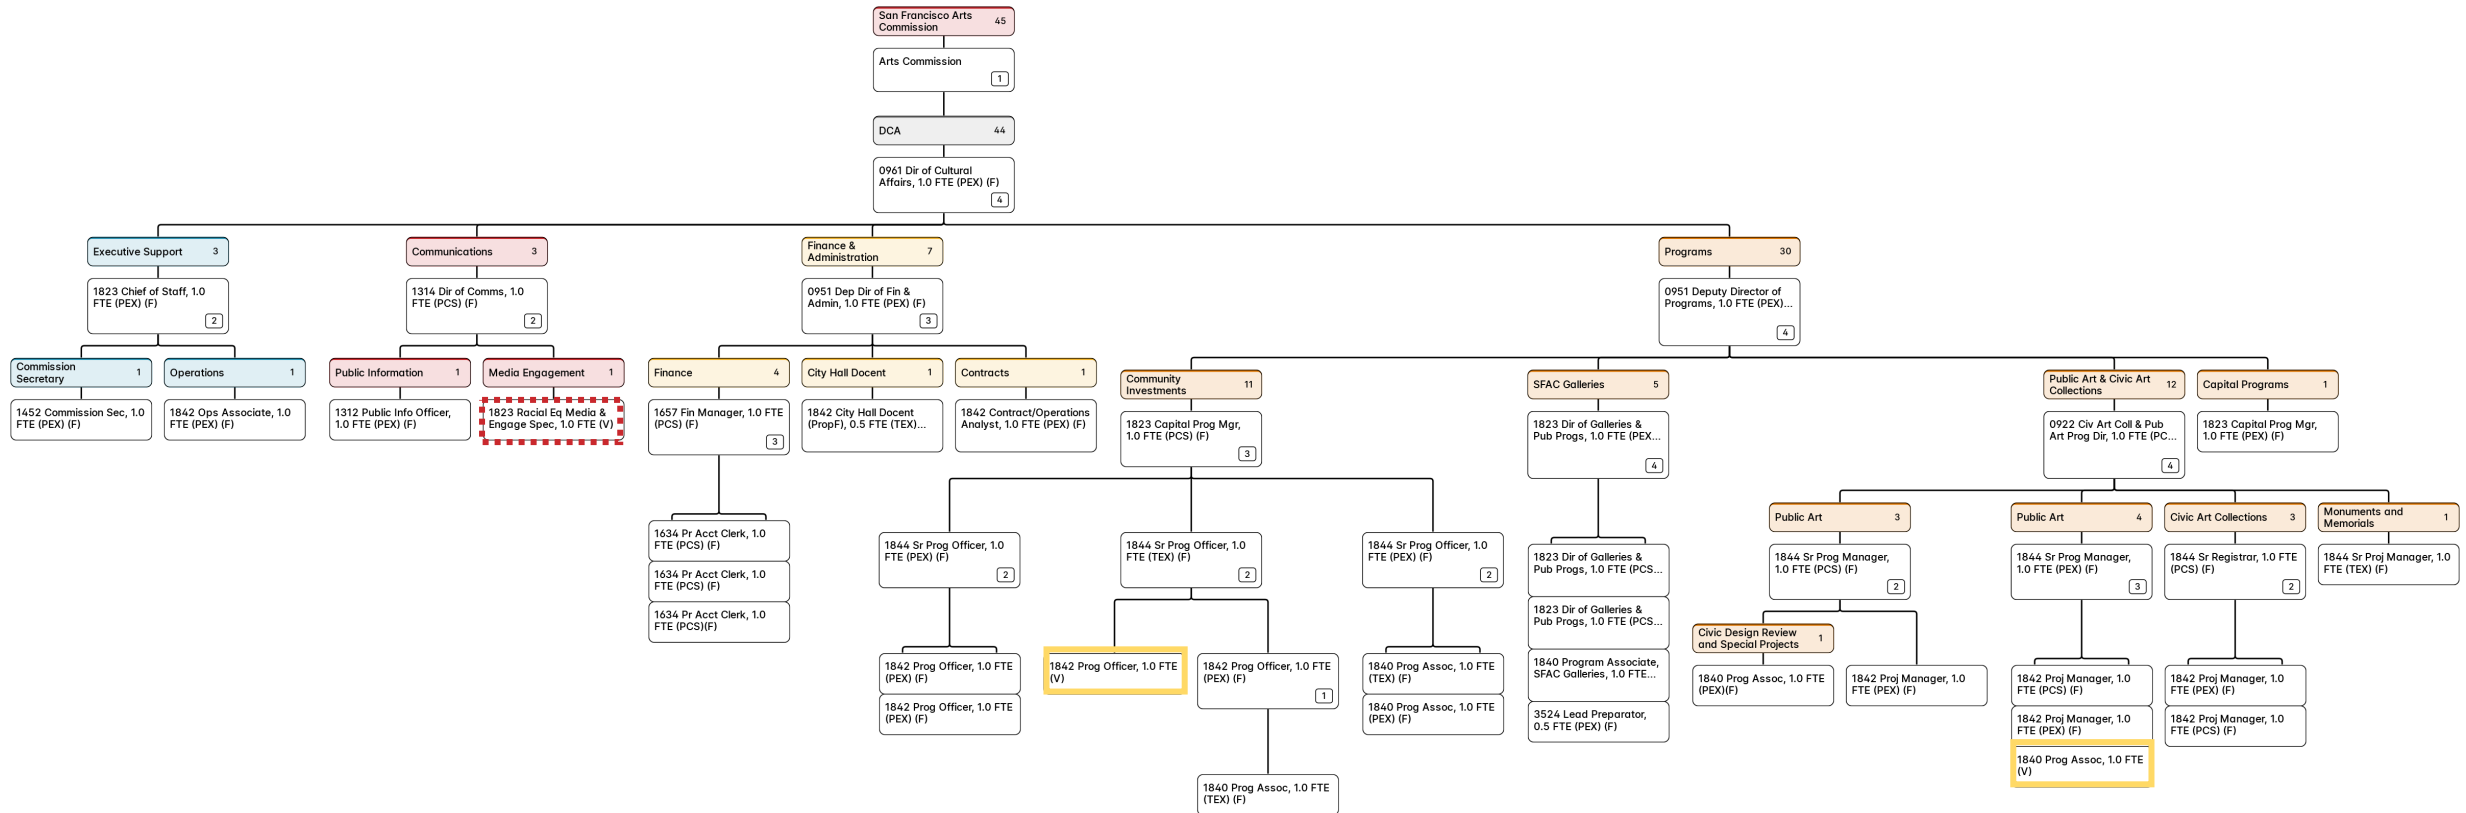 San Francisco Arts
Commission
45
Arts Commission
1
DCA
44
0961 Dir of Cultural
Affairs, 1.0 FTE (PEX) (F)
4
Executive Support
3
1823 Chief of Staff, 1.0
FTE (PEX) (F)
2
Commission
Secretary
1
1452 Commission Sec, 1.0
FTE (PEX) (F)
Operations
1
1842 Ops Associate, 1.0
FTE (PEX) (F)
Communications
3
1314 Dir of Comms, 1.0
FTE (PCS) (F)
2
Public Information
1
1312 Public Info Officer,
1.0 FTE (PEX) (F)
Media Engagement
1
1823 Racial Eq Media &
Engage Spec, 1.0 FTE (V)
Finance &
Administration
7
0951 Dep Dir of Fin &
Admin, 1.0 FTE (PEX) (F)
3
Finance
4
1657 Fin Manager, 1.0 FTE
(PCS) (F)
3
1634 Pr Acct Clerk, 1.0
FTE (PCS) (F)
1634 Pr Acct Clerk, 1.0
FTE (PCS) (F)
1634 Pr Acct Clerk, 1.0
FTE (PCS)(F)
City Hall Docent
1
1842 City Hall Docent
(PropF), 0.5 FTE (TEX)...
Contracts
1
1842 Contract/Operations
Analyst, 1.0 FTE (PEX) (F)
Programs
30
0951 Deputy Director of
Programs, 1.0 FTE (PEX)...
4
Community
Investments
11
1823 Capital Prog Mgr,
1.0 FTE (PCS) (F)
3
1844 Sr Prog Officer, 1.0
FTE (PEX) (F)
2
1842 Prog Officer, 1.0 FTE
(PEX) (F)
1842 Prog Officer, 1.0 FTE
(PEX) (F)
1844 Sr Prog Officer, 1.0
FTE (TEX) (F)
2
1842 Prog Officer, 1.0 FTE
(V)
1842 Prog Officer, 1.0 FTE
(PEX) (F)
1
1840 Prog Assoc, 1.0 FTE
(TEX) (F)
1844 Sr Prog Officer, 1.0
FTE (PEX) (F)
2
1840 Prog Assoc, 1.0 FTE
(TEX) (F)
1840 Prog Assoc, 1.0 FTE
(PEX) (F)
SFAC Galleries
5
1823 Dir of Galleries &
Pub Progs, 1.0 FTE (PEX...
4
1823 Dir of Galleries &
Pub Progs, 1.0 FTE (PCS...
1823 Dir of Galleries &
Pub Progs, 1.0 FTE (PCS...
1840 Program Associate,
SFAC Galleries, 1.0 FTE...
3524 Lead Preparator,
0.5 FTE (PEX) (F)
Public Art & Civic Art
Collections
12
0922 Civ Art Coll & Pub
Art Prog Dir, 1.0 FTE (PC...
4
Public Art
3
1844 Sr Prog Manager,
1.0 FTE (PCS) (F)
2
Civic Design Review
and Special Projects
1
1840 Prog Assoc, 1.0 FTE
(PEX)(F)
1842 Proj Manager, 1.0
FTE (PEX) (F)
Public Art
4
1844 Sr Prog Manager,
1.0 FTE (PEX) (F)
3
1842 Proj Manager, 1.0
FTE (PCS) (F)
1842 Proj Manager, 1.0
FTE (PEX) (F)
1840 Prog Assoc, 1.0 FTE
(V)
Civic Art Collections
3
1844 Sr Registrar, 1.0 FTE
(PCS) (F)
2
1842 Proj Manager, 1.0
FTE (PEX) (F)
1842 Proj Manager, 1.0
FTE (PCS) (F)
Monuments and
Memorials
1
1844 Sr Proj Manager, 1.0
FTE (TEX) (F)
Capital Programs
1
1823 Capital Prog Mgr,
1.0 FTE (PEX) (F)